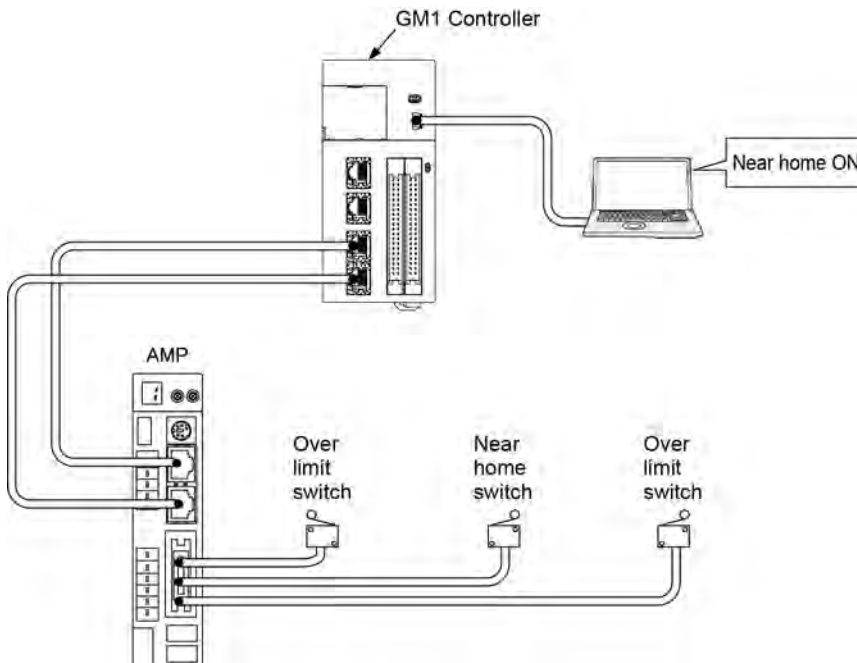 GM1 Controller
Near home ON
AMP
Over
limit
switch
Near
home
switch
Over
limit
switch